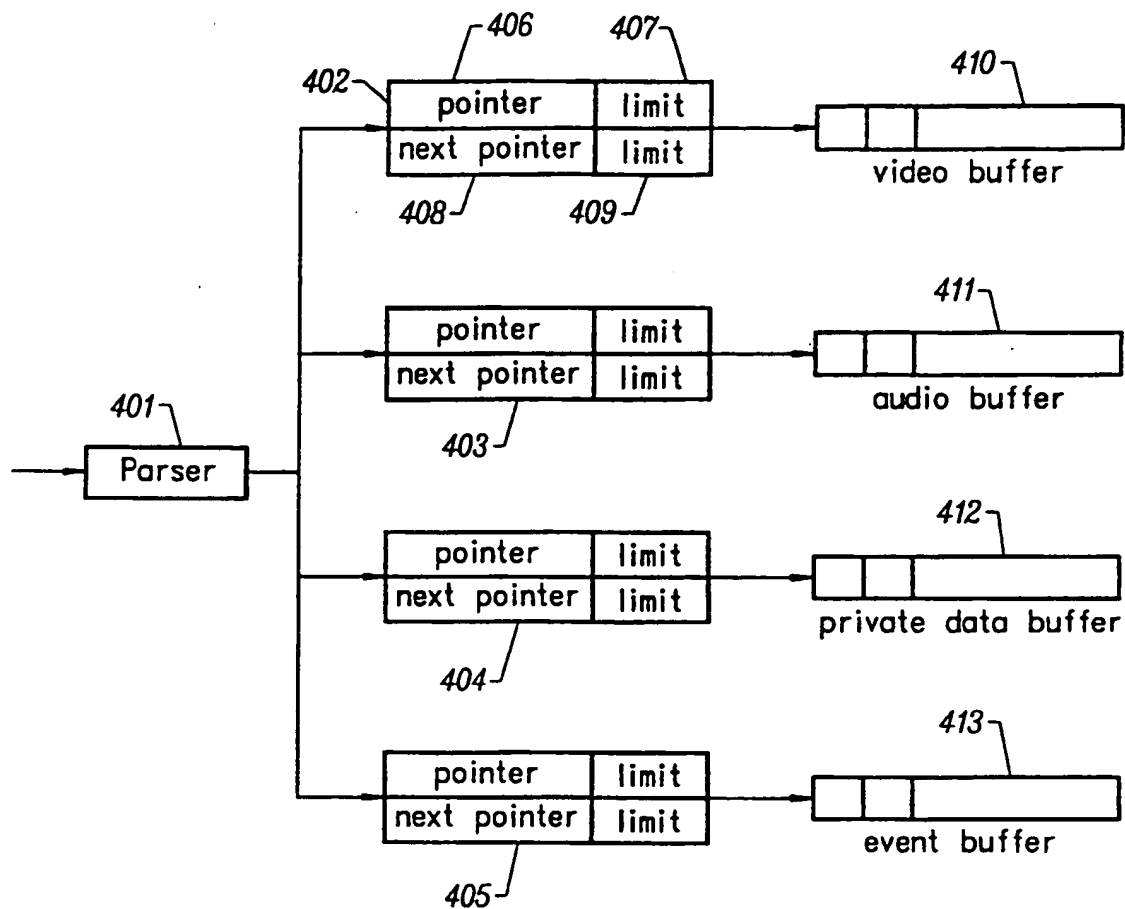 406
407
402
410
pointer limit
next pointer limit
video buffer
408
409
411
pointer limit
next pointer limit
audio buffer
401
403
Parser
412
pointer limit
next pointer limit
private data buffer
404
413
pointer limit
next pointer limit
event buffer
405